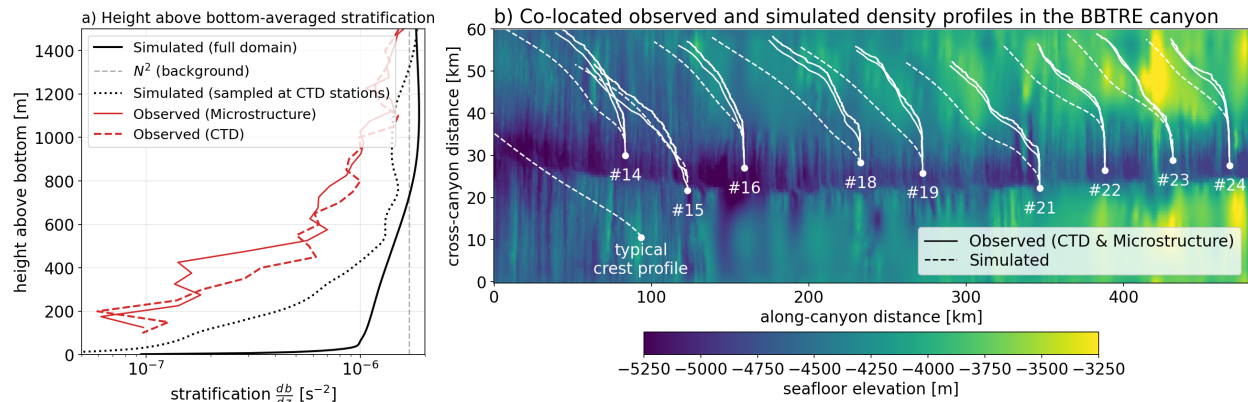 a) Height above bottom-averaged stratification
height above bottom [m]
1400
1200
1000
800
600
400
200
0
Simulated (full domain)
N² (background)
Simulated (sampled at CTD stations)
Observed (Microstructure)
Observed (CTD)
10⁻⁷
10⁻⁶
stratification db/dz [s⁻²]
b) Co-located observed and simulated density profiles in the BBTRE canyon
cross-canyon distance [km]
60
50
40
30
20
10
0
#14
#15
#16
#18
#19
#21
#22
#23
#24
typical
crest profile
Observed (CTD & Microstructure)
Simulated
0
100
200
300
400
along-canyon distance [km]
−5250
−5000
−4750
−4500
−4250
−4000
−3750
−3500
−3250
seafloor elevation [m]